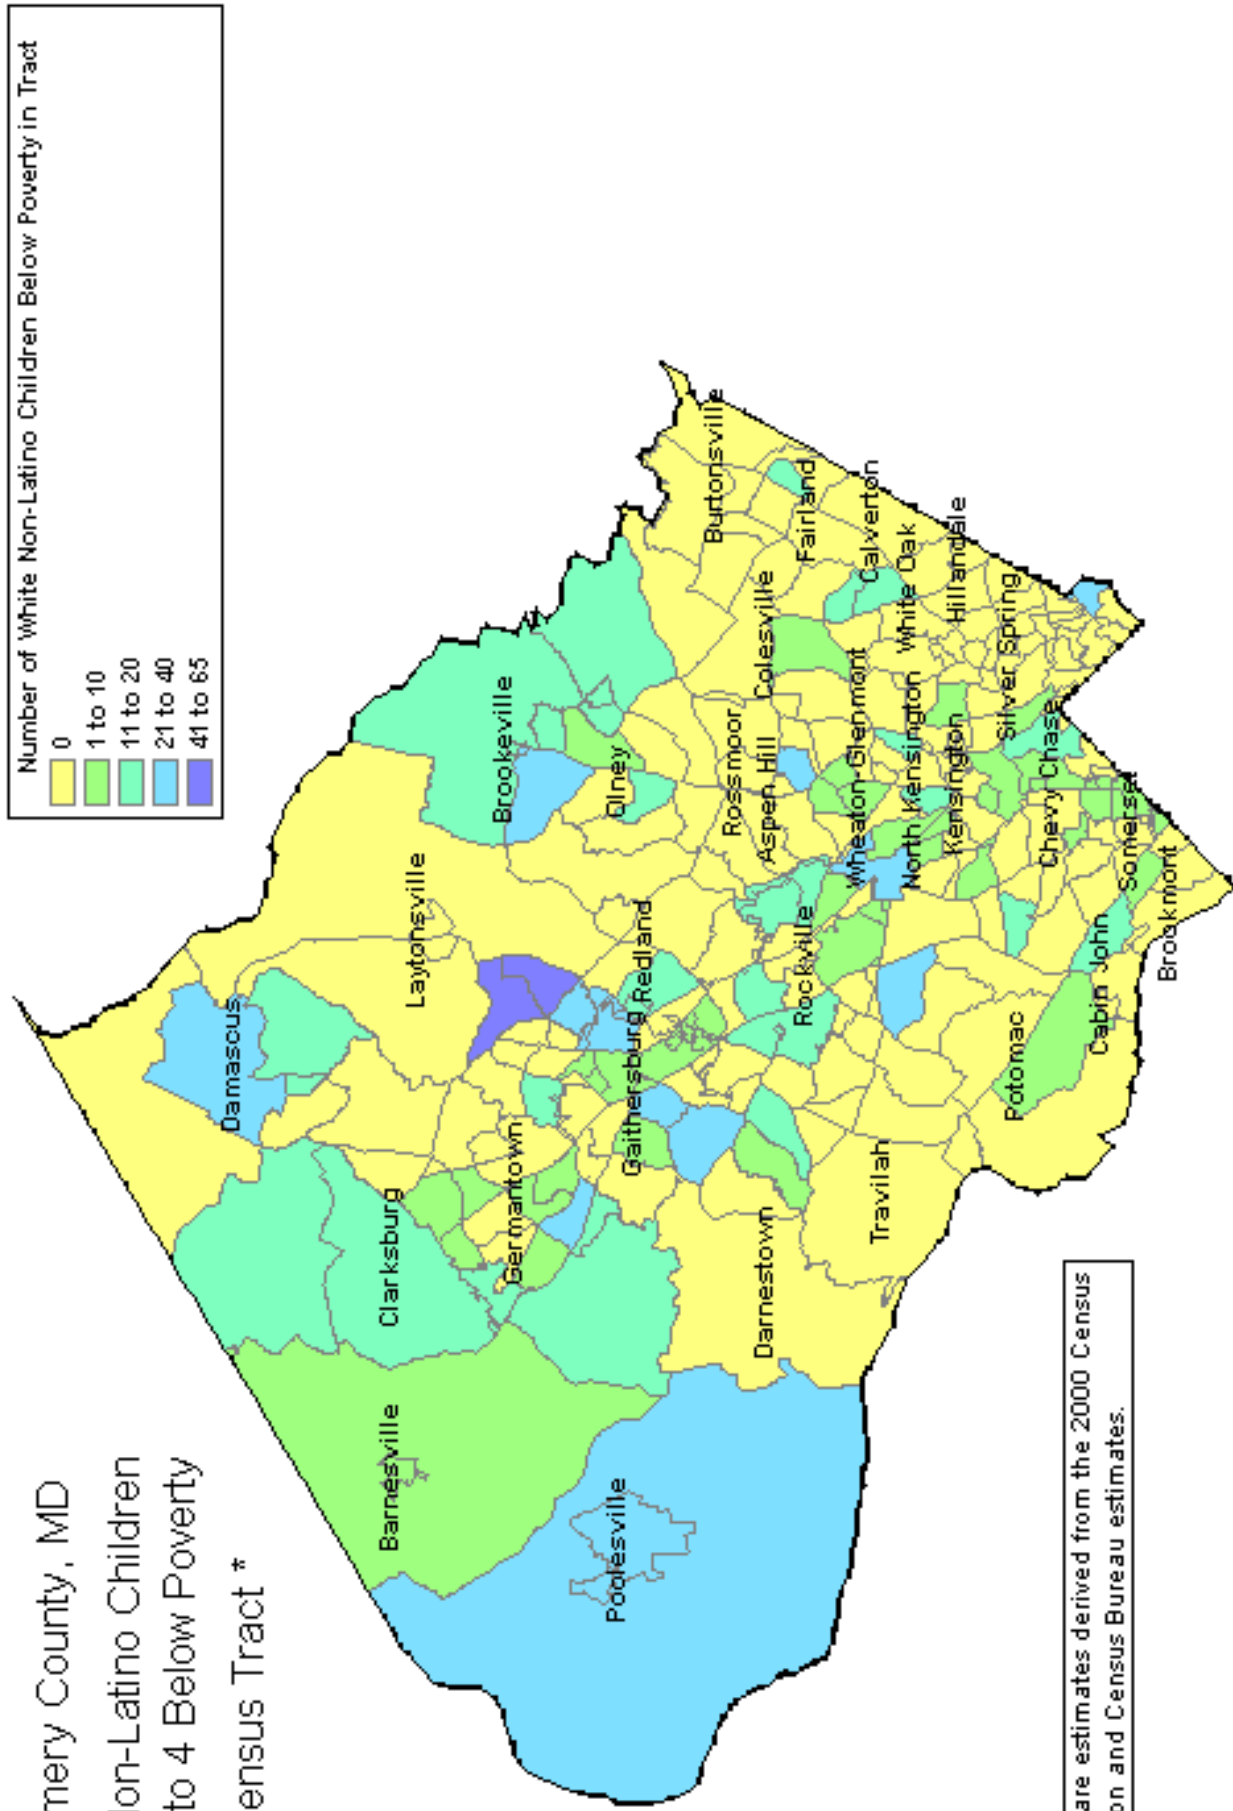 mery County, MD
lon-Latino Children
to 4 Below Poverty
ensus Tract *
Number of White Non-Latino Children Below Poverty in Tract
0
1 to 10
11 to 20
21 to 40
41 to 65
Damascus
Laytonsville
Clarksburg
Barnesville
Brookeville
Germantown
Olney
Redland
Gaithersburg
Poolesville
Burtonsville
Rossmoor
Aspen Hill
Colesville
Fairland
Darnestown
Rockville
Wheaton-Glenmont
Calverton
Travilah
North Kensington
White Oak
Kensington
Hillandale
Potomac
Silver Spring
Chevy Chase
Cabin John
Somerset
Brookmont
are estimates derived from the 2000 Census
on and Census Bureau estimates.